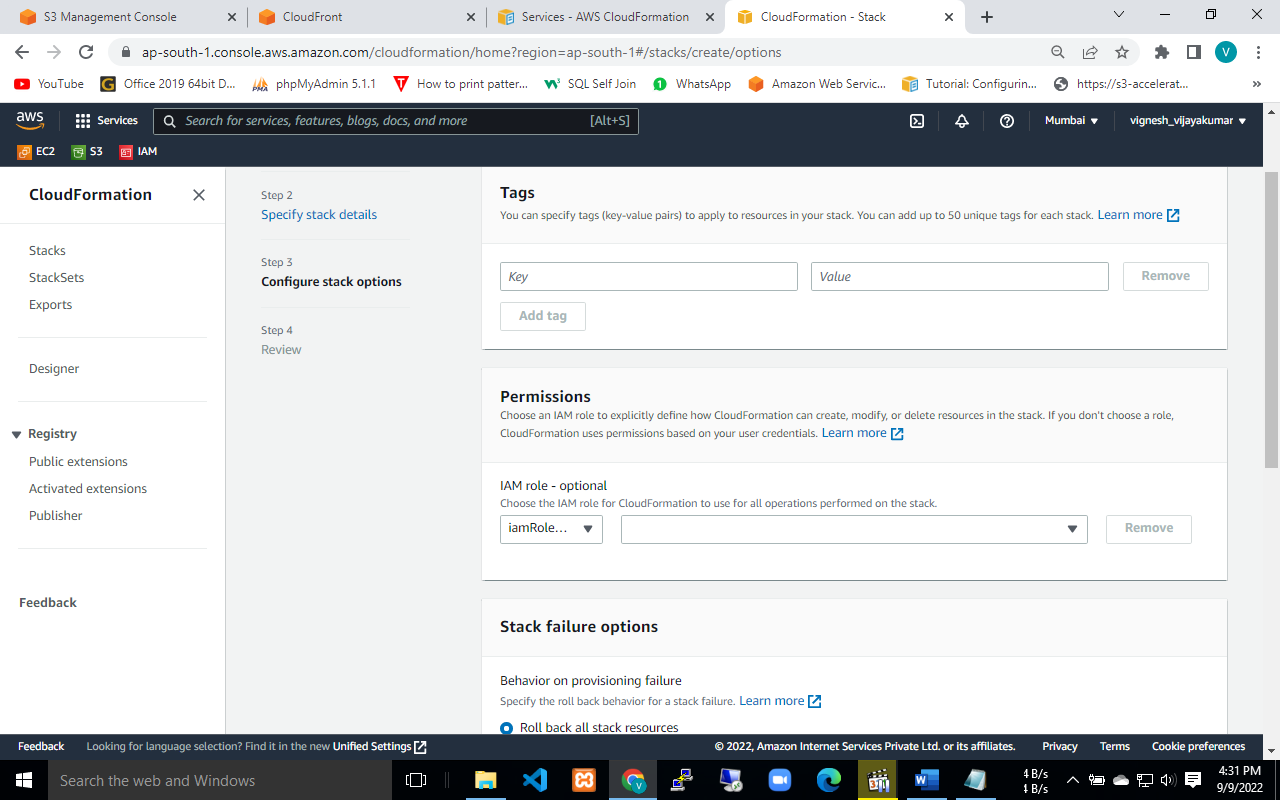 S3 Management Console
CloudFront
Services - AWS CloudFormation
CloudFormation - Stack
ap-south-1.console.aws.amazon.com/cloudformation/home?region=ap-south-1#/stacks/create/options
V
YouTube
Office 2019 64bit D...
phpMyAdmin 5.1.1
How to print patter...
SQL Self Join
WhatsApp
Amazon Web Servic...
Tutorial: Configurin...
https://s3-accelerat...
»
aws
Services
Search for services, features, blogs, docs, and more
[Alt+S]
Mumbai
vignesh_vijayakumar
EC2
S3
IAM
CloudFormation
Stacks
StackSets
Exports
Designer
Registry
Public extensions
Activated extensions
Publisher
Feedback
Step 2
Specify stack details
Step 3
Configure stack options
Step 4
Review
Tags
You can specify tags (key-value pairs) to apply to resources in your stack. You can add up to 50 unique tags for each stack. Learn more
Key
Value
Remove
Add tag
Permissions
Choose an IAM role to explicitly define how CloudFormation can create, modify, or delete resources in the stack. If you don't choose a role,
CloudFormation uses permissions based on your user credentials. Learn more
IAM role - optional
Choose the IAM role for CloudFormation to use for all operations performed on the stack.
iamRole...
Remove
Stack failure options
Behavior on provisioning failure
Specify the roll back behavior for a stack failure. Learn more
Roll back all stack resources
Feedback
Looking for language selection? Find it in the new Unified Settings
© 2022, Amazon Internet Services Private Ltd. or its affiliates.
Privacy
Terms
Cookie preferences
Search the web and Windows
4 B/s
4 B/s
4:31 PM
9/9/2022